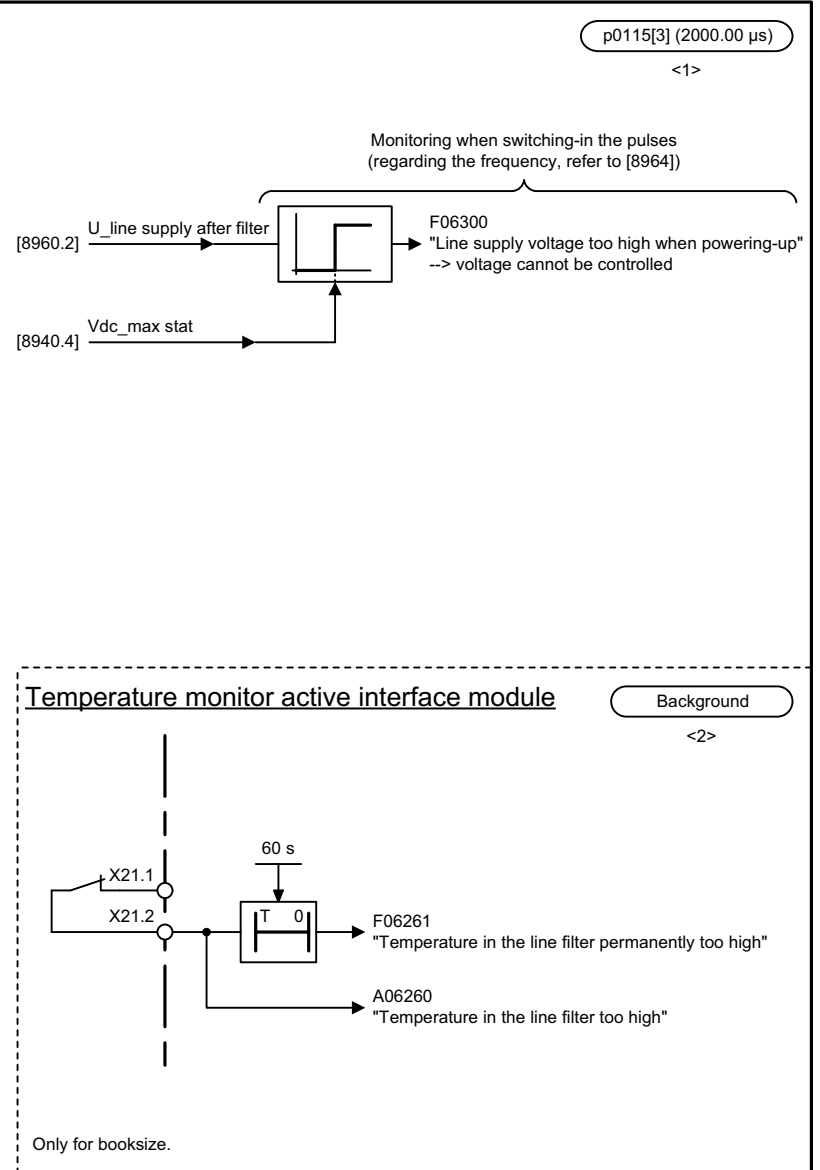 p0115[3] (2000.00 µs)
<1>
Monitoring when switching-in the pulses
(regarding the frequency, refer to [8964])
[8960.2]
U_line supply after filter
F06300
"Line supply voltage too high when powering-up"
--> voltage cannot be controlled
[8940.4]
Vdc_max stat
Temperature monitor active interface module
Background
<2>
60 s
X21.1
X21.2
T 0
F06261
"Temperature in the line filter permanently too high"
A06260
"Temperature in the line filter too high"
Only for booksize.